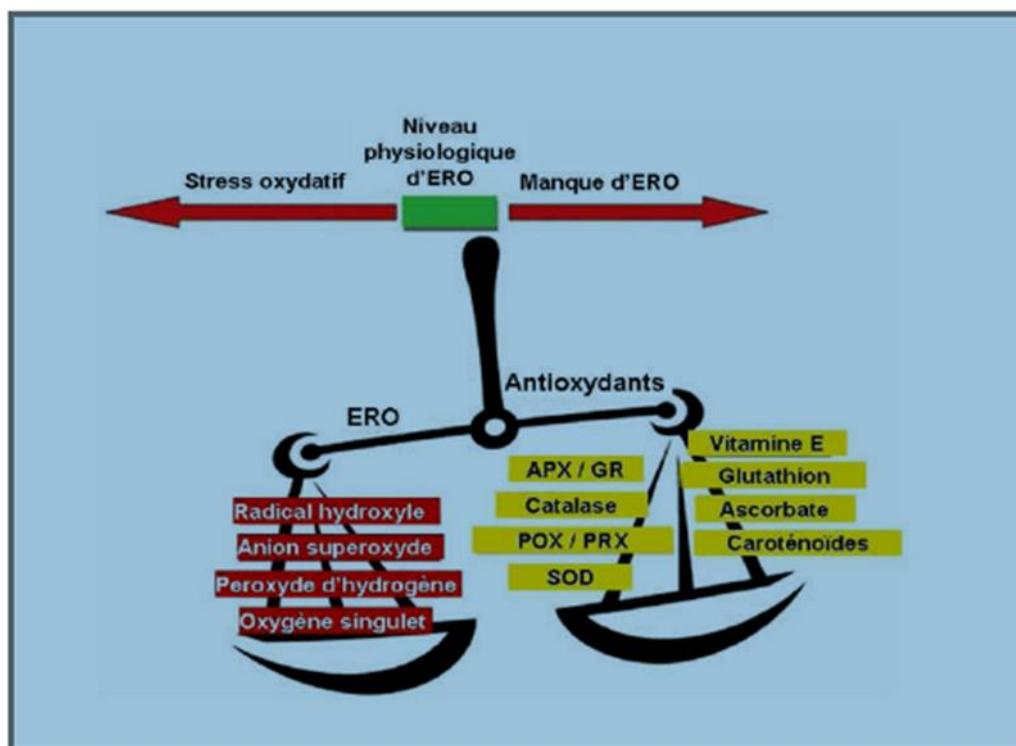 Niveau
physiologique
d'ERO
Stress oxydatif
Manque d'ERO
Antioxydants
ERO
Radical hydroxyle
Anion superoxyde
Peroxyde d'hydrogène
Oxygène singulet
APX / GR
Catalase
POX / PRX
SOD
Vitamine E
Glutathion
Ascorbate
Caroténoïdes